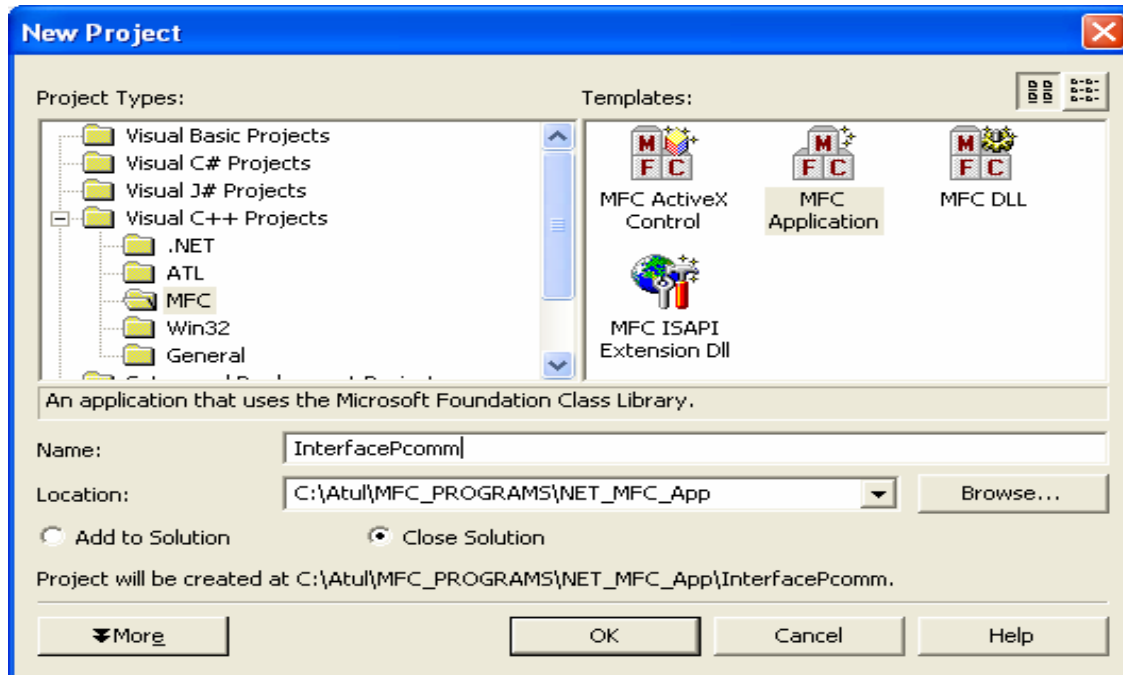 New Project
Project Types:
Templates:
Visual Basic Projects
Visual C# Projects
Visual J# Projects
Visual C++ Projects
.NET
ATL
MFC
Win32
General
MFC ActiveX
Control
MFC
Application
MFC DLL
MFC ISAPI
Extension Dll
An application that uses the Microsoft Foundation Class Library.
Name:
InterfacePcomm
Location:
C:\Atul\MFC_PROGRAMS\NET_MFC_App
Browse...
Add to Solution
Close Solution
Project will be created at C:\Atul\MFC_PROGRAMS\NET_MFC_App\InterfacePcomm.
More
OK
Cancel
Help